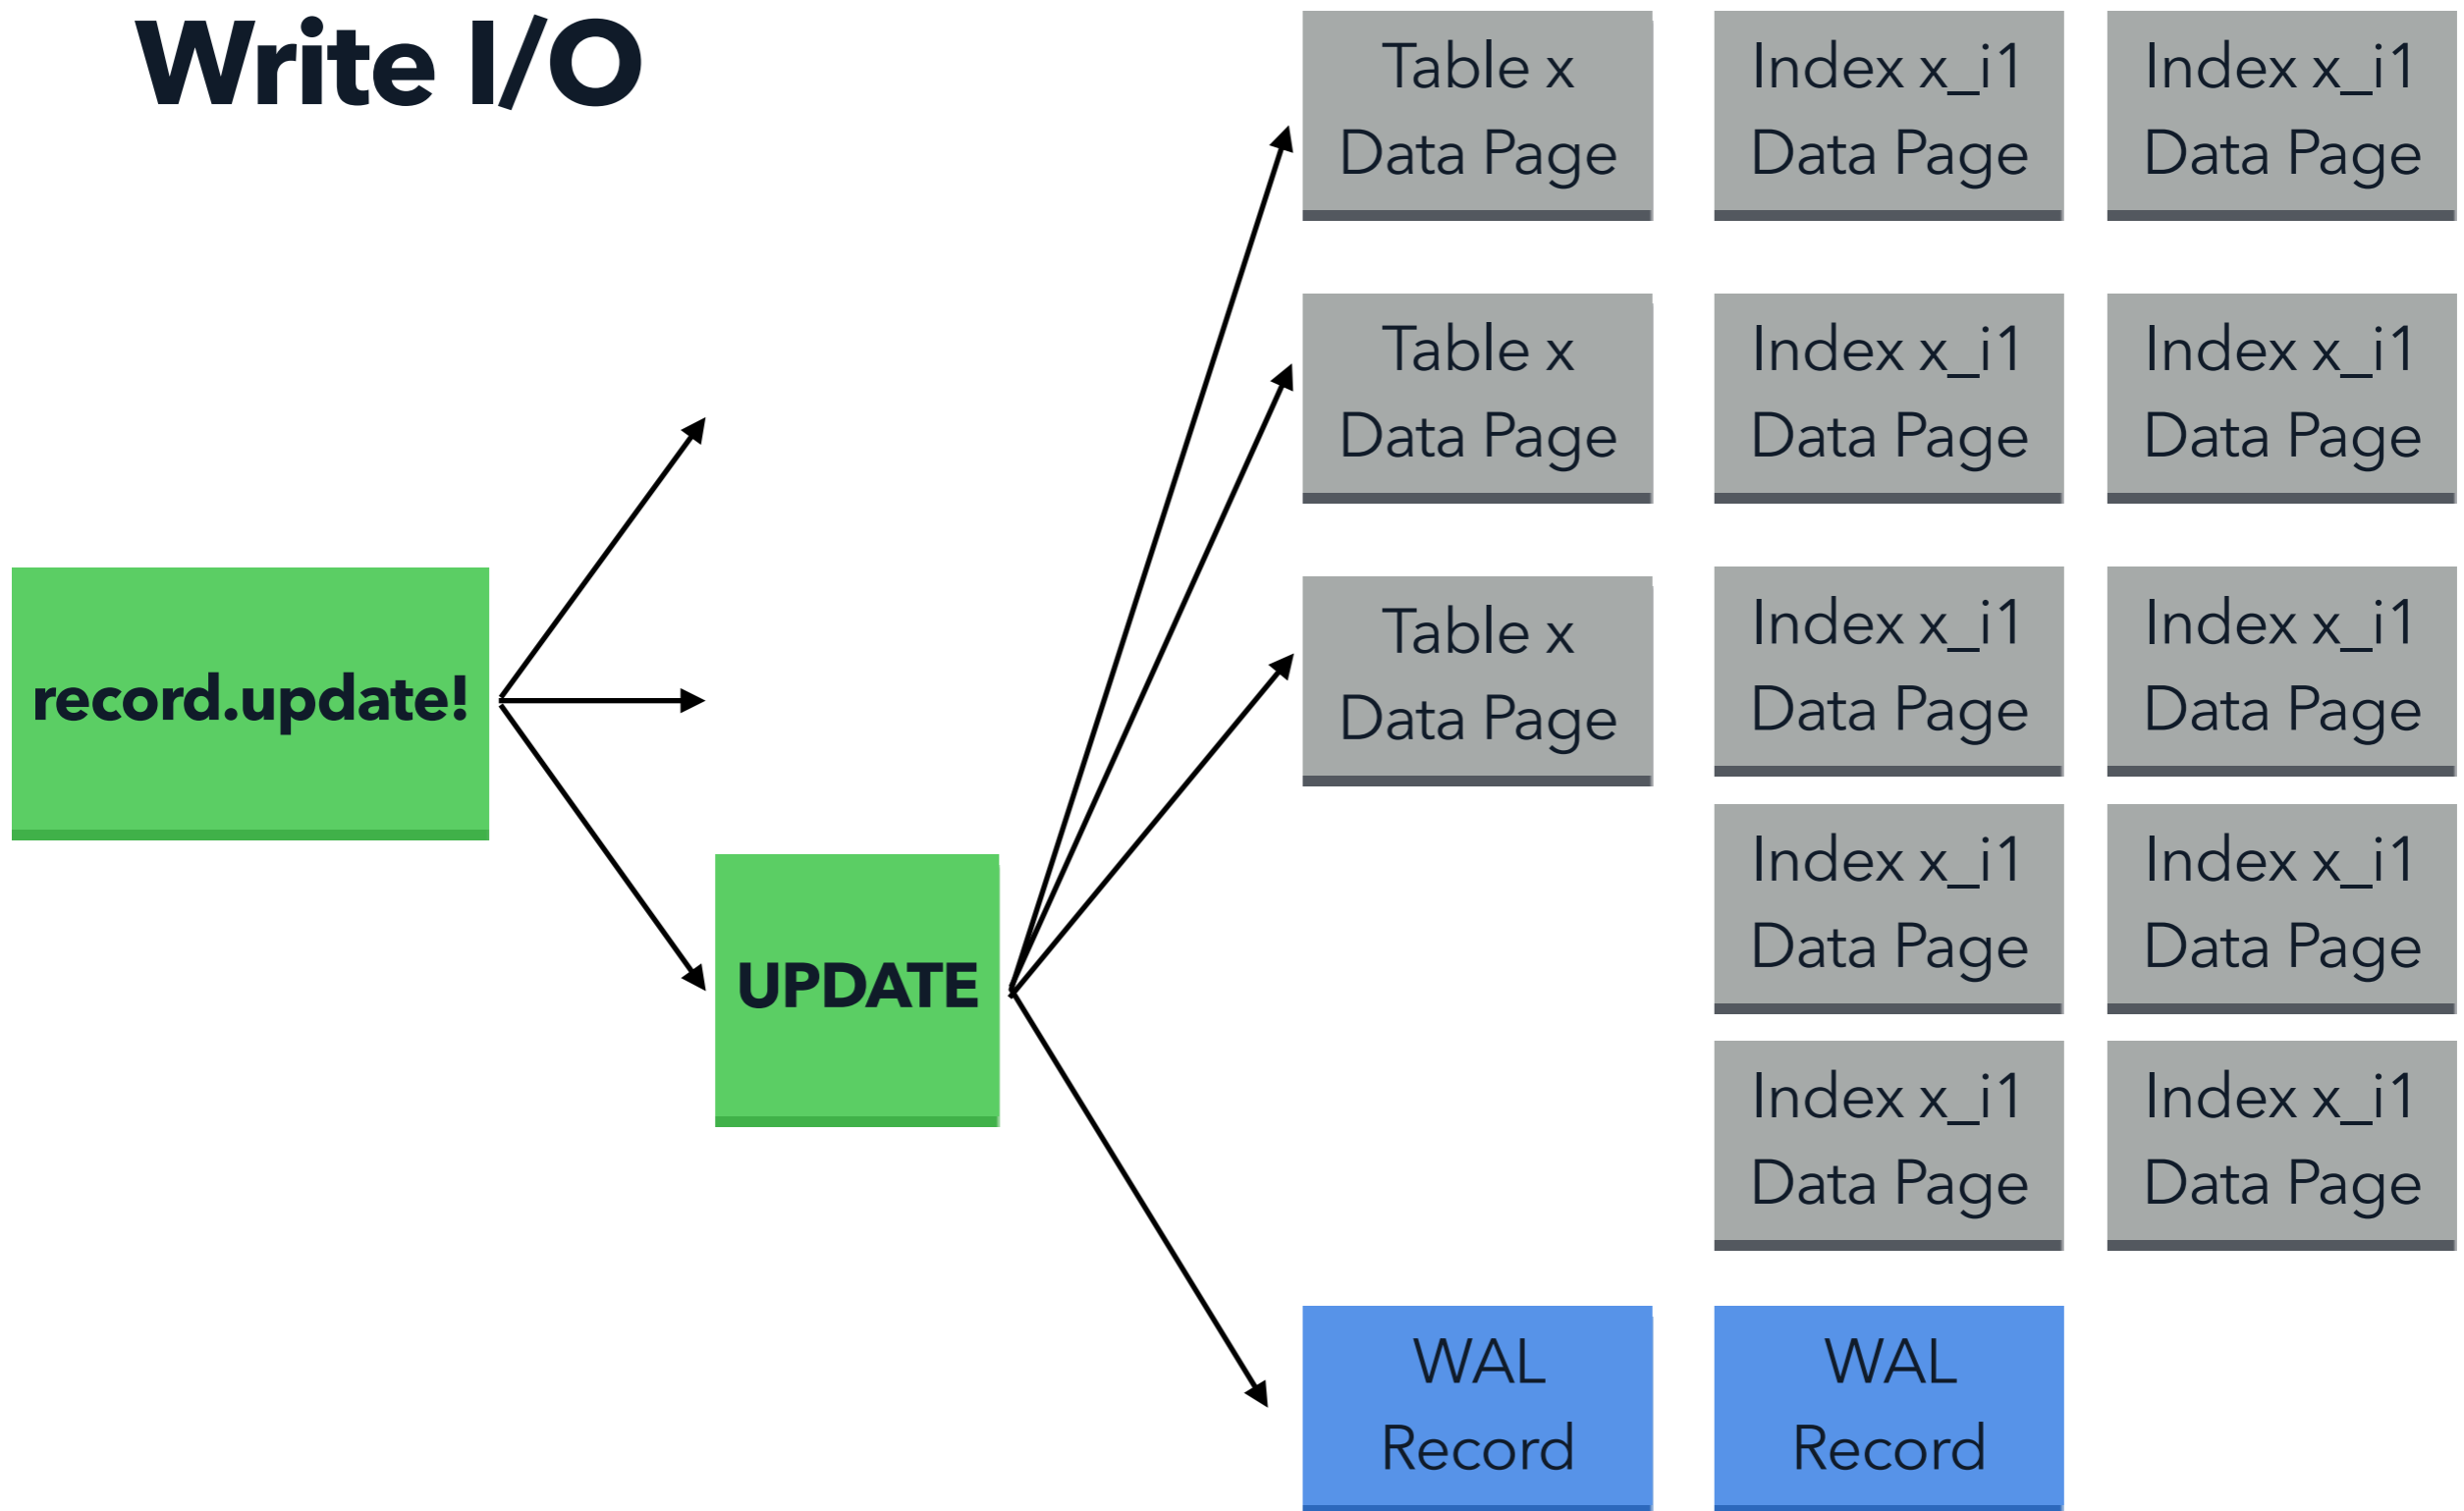 Write I/O
Table x
Data Page
Index x_i1
Data Page
Index x_i1
Data Page
Table x
Data Page
Index x_i1
Data Page
Index x_i1
Data Page
record.update!
Table x
Data Page
Index x_i1
Data Page
Index x_i1
Data Page
UPDATE
Index x_i1
Data Page
Index x_i1
Data Page
Index x_i1
Data Page
Index x_i1
Data Page
WAL
Record
WAL
Record